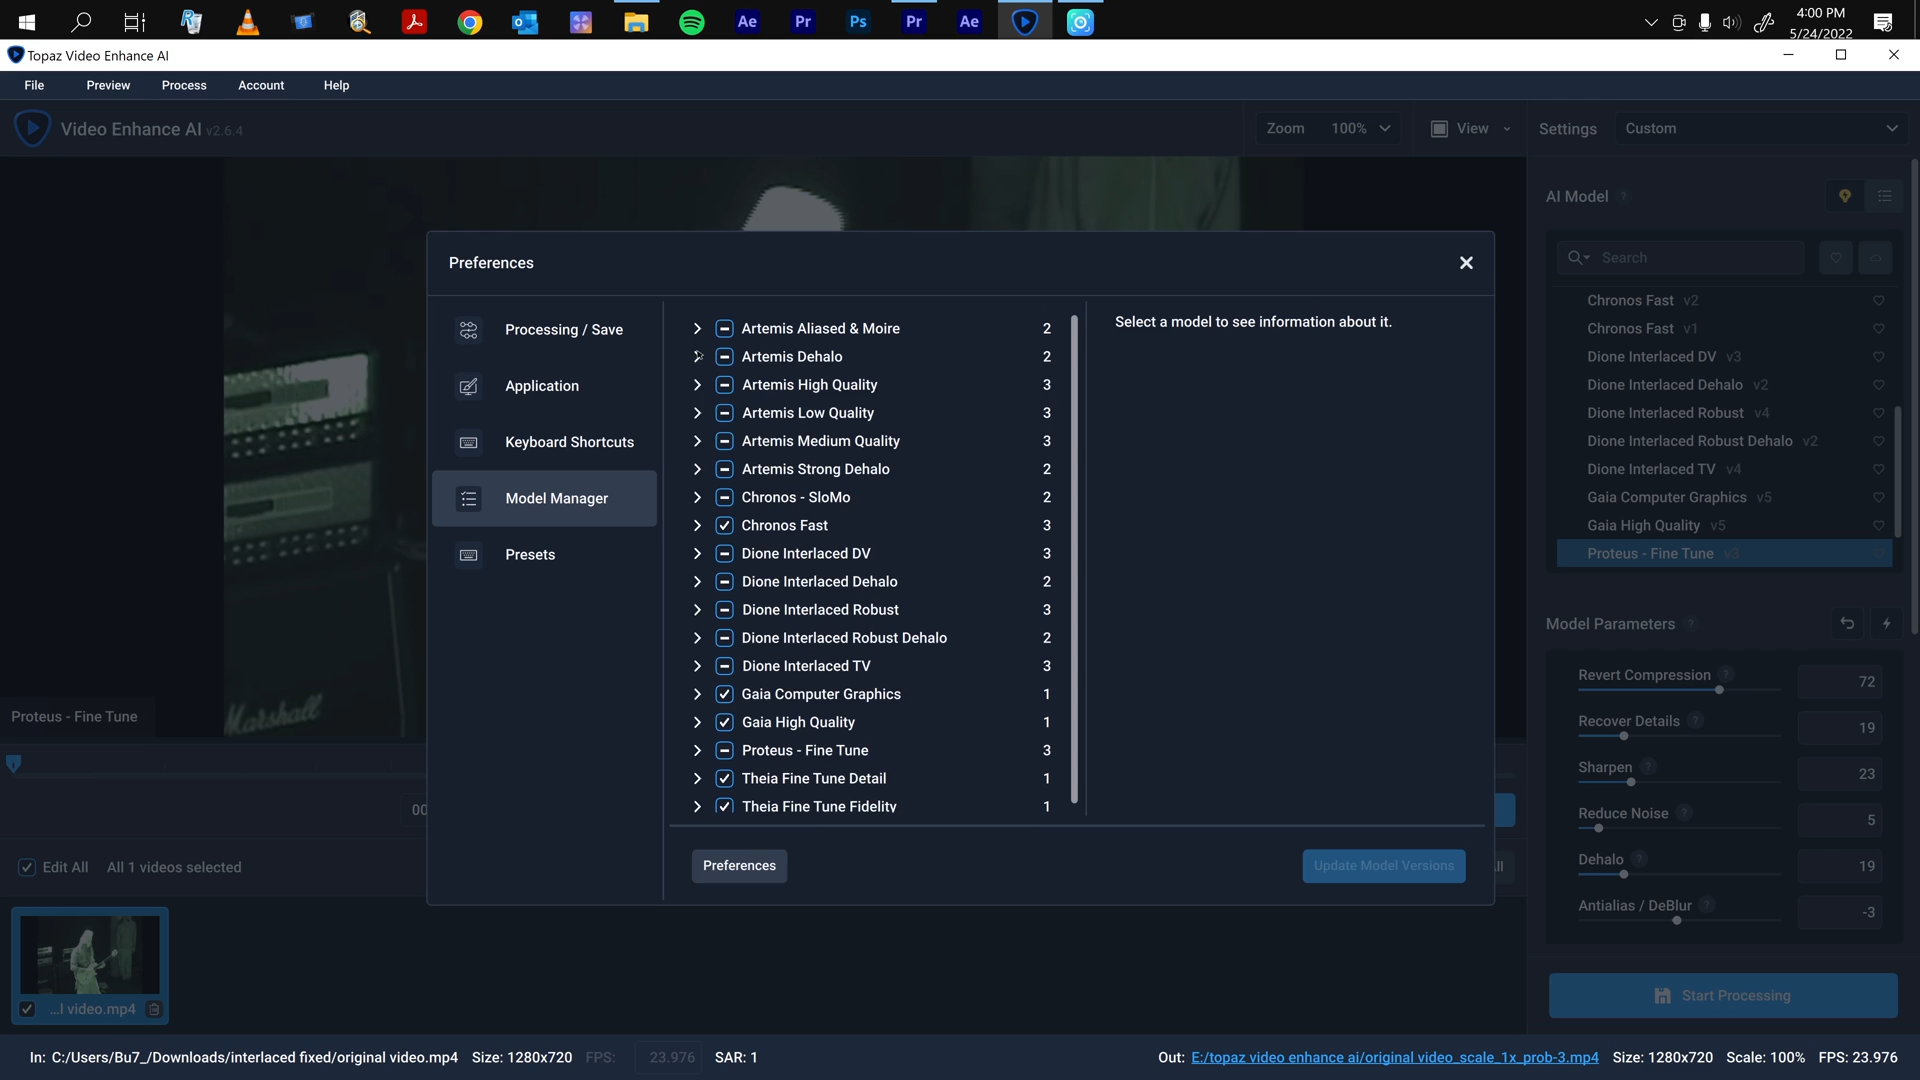 4:00 PM
5/24/2022
Topaz Video Enhance AI
File Preview Process Account Help
Video Enhance AI v2.6.4
Zoom 100% View Settings Custom
AI Model ?
Search
Chronos Fast v2
Chronos Fast v1
Dione Interlaced DV v3
Dione Interlaced Dehalo v2
Dione Interlaced Robust v4
Dione Interlaced Robust Dehalo v2
Dione Interlaced TV v4
Gaia Computer Graphics v5
Gaia High Quality v5
Proteus - Fine Tune v3
Preferences
Processing / Save
Application
Keyboard Shortcuts
Model Manager
Presets
Artemis Aliased & Moire 2
Artemis Dehalo 2
Artemis High Quality 3
Artemis Low Quality 3
Artemis Medium Quality 3
Artemis Strong Dehalo 2
Chronos - SloMo 2
Chronos Fast 3
Dione Interlaced DV 3
Dione Interlaced Dehalo 2
Dione Interlaced Robust 3
Dione Interlaced Robust Dehalo 2
Dione Interlaced TV 3
Gaia Computer Graphics 1
Gaia High Quality 1
Proteus - Fine Tune 3
Theia Fine Tune Detail 1
Theia Fine Tune Fidelity 1
Select a model to see information about it.
Preferences
Update Model Versions
Model Parameters ?
Revert Compression ? 72
Recover Details ? 19
Sharpen ? 23
Reduce Noise ? 5
Dehalo ? 19
Antialias / DeBlur ? -3
Start Processing
Marshall
Proteus - Fine Tune
00
Edit All All 1 videos selected
...l video.mp4
In: C:/Users/Bu7_/Downloads/interlaced fixed/original video.mp4 Size: 1280x720 FPS: 23.976 SAR: 1
Out: E:/topaz video enhance ai/original video_scale_1x_prob-3.mp4 Size: 1280x720 Scale: 100% FPS: 23.976
Ae Pr Ps Pr Ae